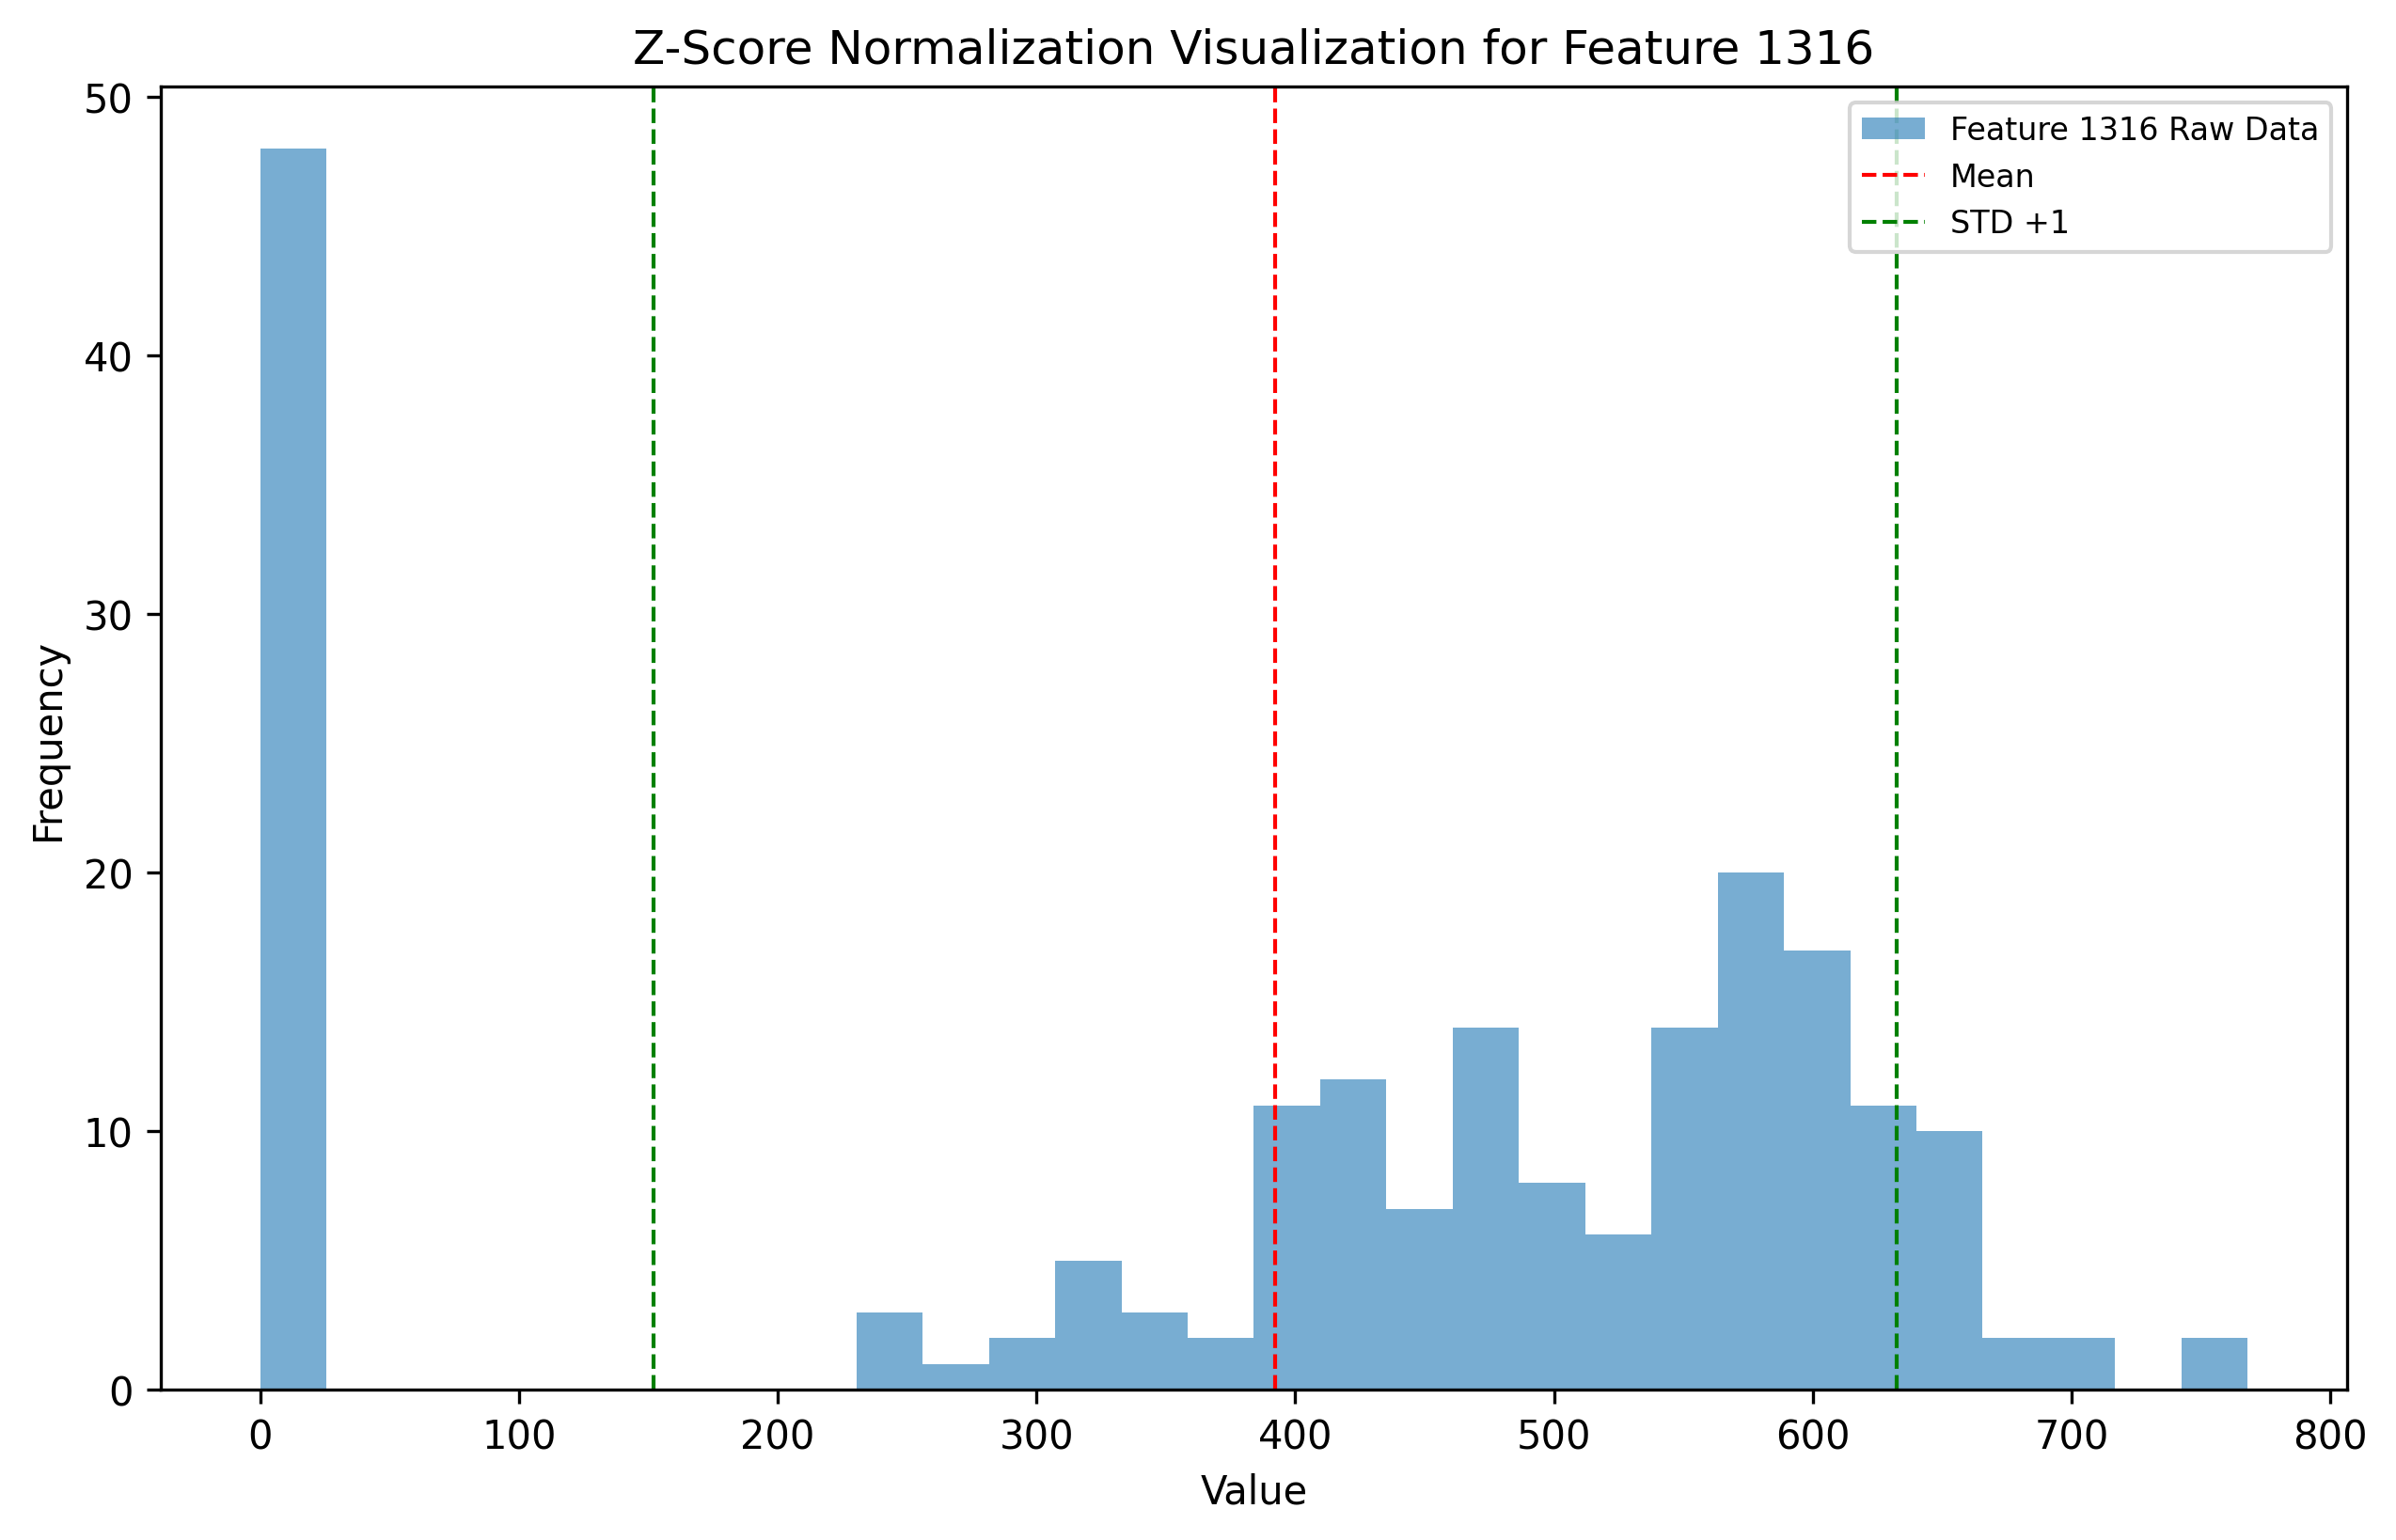 Z-Score Normalization Visualization for Feature 1316
50
40
30
20
10
0
Frequency
Feature 1316 Raw Data
Mean
STD +1
0 100 200 300 400 500 600 700 800
Value